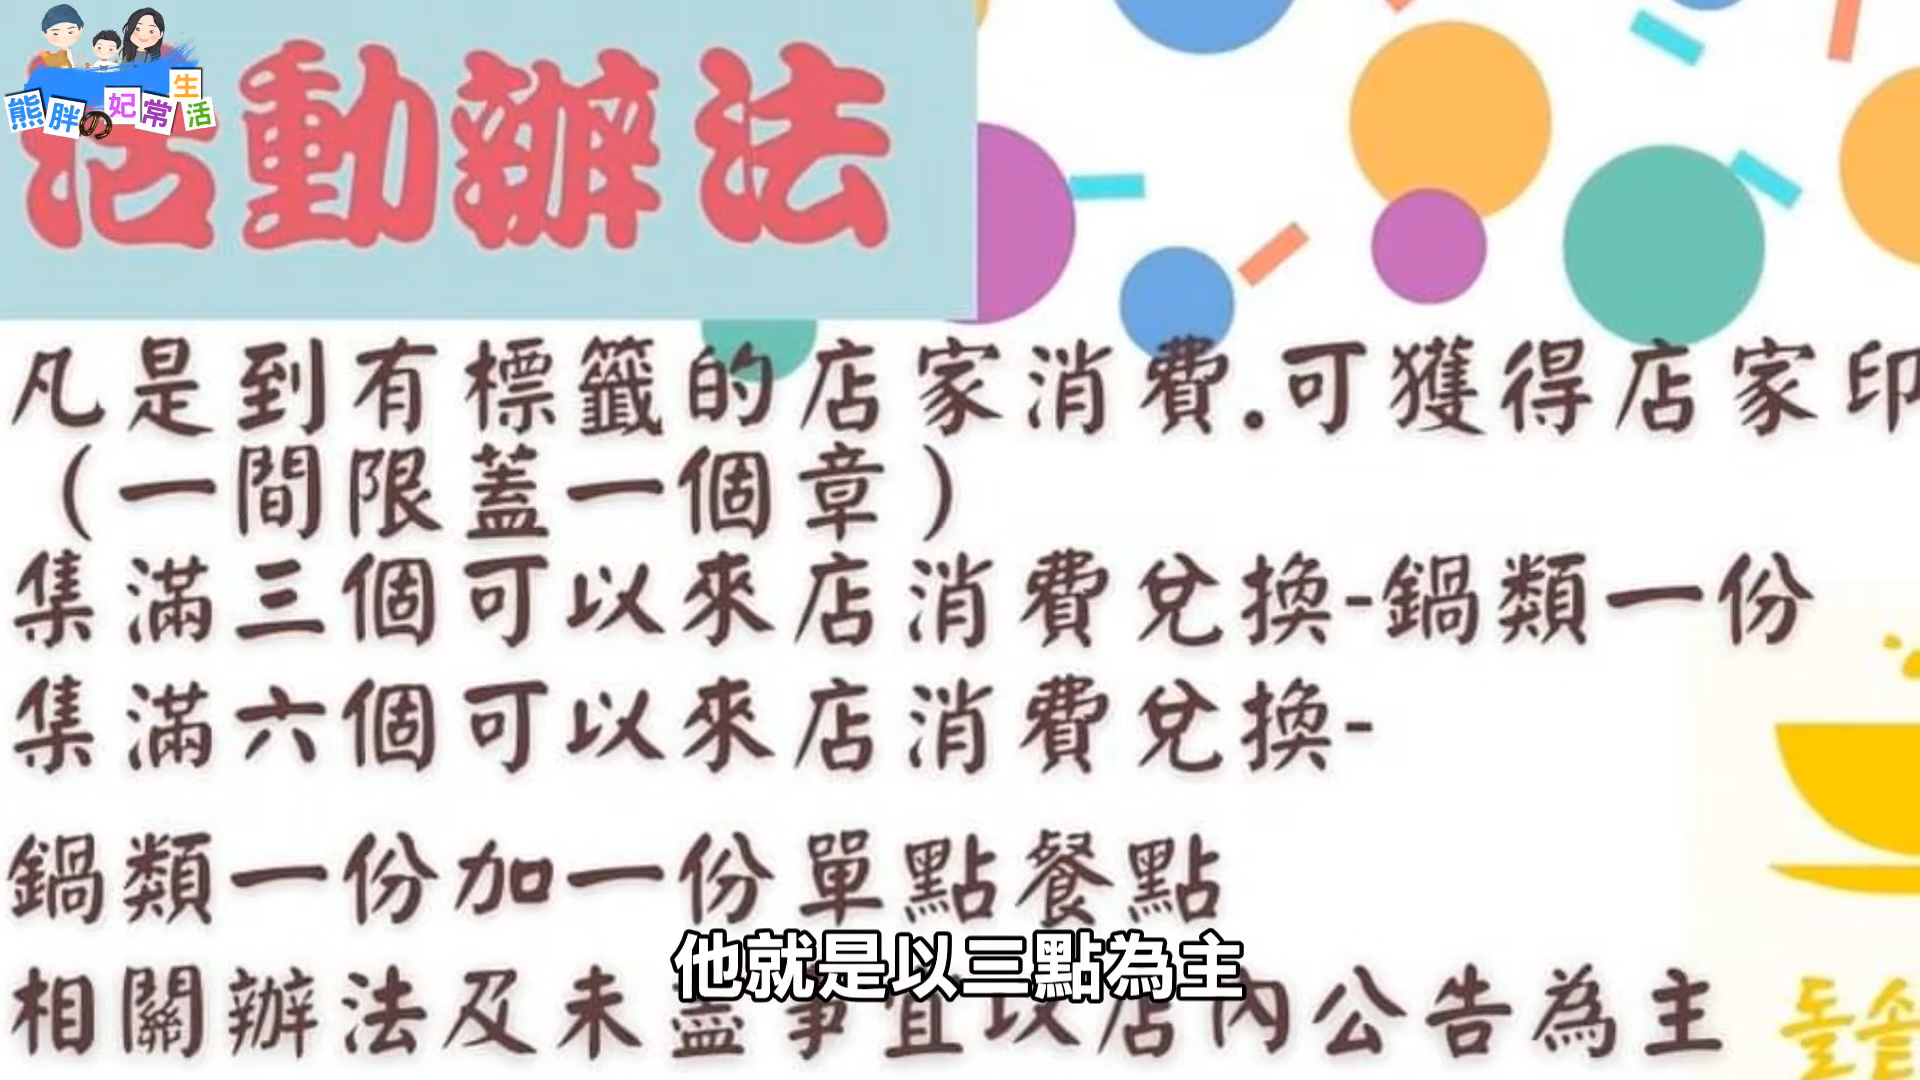 熊胖の妃常生活
活動辦法
凡是到有標籤的店家消費.可獲得店家印
（一間限蓋一個章）
集滿三個可以來店消費兌換-鍋類一份
集滿六個可以來店消費兌換-
鍋類一份加一份單點餐點
他就是以三點為主
相關辦法及未盡事宜以店內公告為主
돌솥